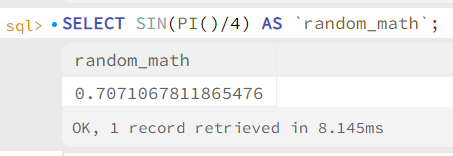 sql> SELECT SIN(PI()/4) AS `random_math`;
random_math
0.7071067811865476
OK, 1 record retrieved in 8.145ms